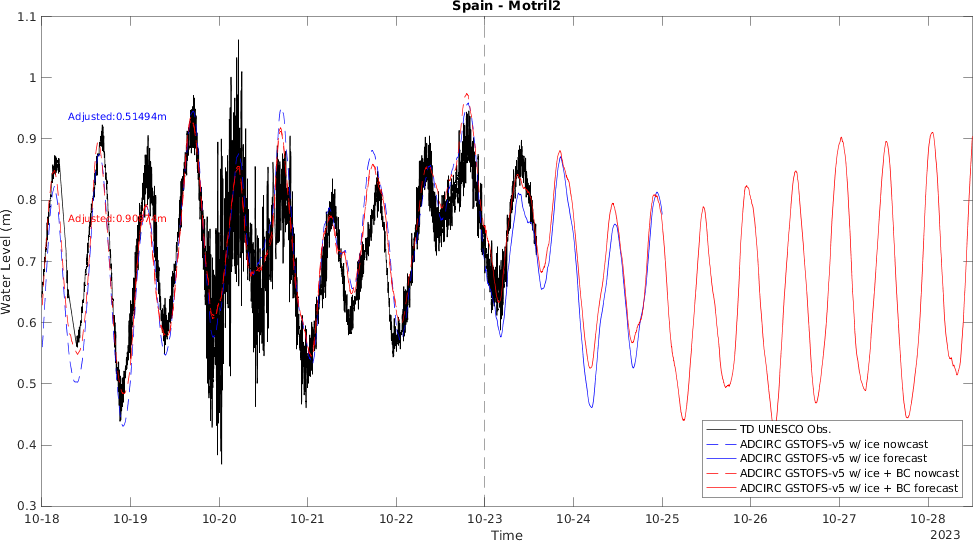 Spain - Motril2
1.1
1
0.9
0.8
0.7
0.6
0.5
0.4
0.3
Water Level (m)
Adjusted:0.51494m
10-18
10-19
10-20
10-21
10-22
10-23
10-24
10-25
10-26
10-27
10-28
2023
Time
TD UNESCO Obs.
ADCIRC GSTOFS-v5 w/ ice nowcast
ADCIRC GSTOFS-v5 w/ ice forecast
ADCIRC GSTOFS-v5 w/ ice + BC nowcast
ADCIRC GSTOFS-v5 w/ ice + BC forecast